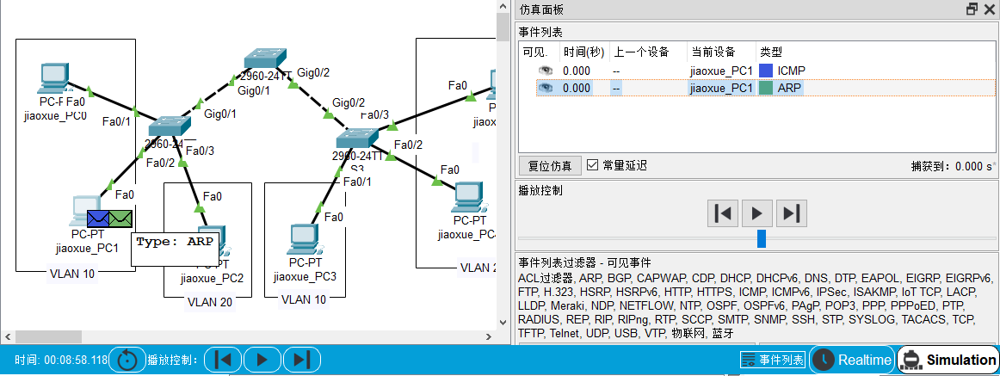 仿真面板
事件列表
可见. 时间(秒) 上一个设备 当前设备 类型
0.000 -- jiaoxue_PC1 ICMP
0.000 -- jiaoxue_PC1 ARP
复位仿真 常量延迟 捕获到：0.000 s*
播放控制
事件列表过滤器 - 可见事件
ACL过滤器, ARP, BGP, CAPWAP, CDP, DHCP, DHCPv6, DNS, DTP, EAPOL, EIGRP, EIGRPv6,
FTP, H.323, HSRP, HSRPv6, HTTP, HTTPS, ICMP, ICMPv6, IPSec, ISAKMP, IoT TCP, LACP,
LLDP, Meraki, NDP, NETFLOW, NTP, OSPF, OSPFv6, PAgP, POP3, PPP, PPPoED, PTP,
RADIUS, REP, RIP, RIPng, RTP, SCCP, SMTP, SNMP, SSH, STP, SYSLOG, TACACS, TCP,
TFTP, Telnet, UDP, USB, VTP, 物联网, 蓝牙
2960-24TT
Gig0/2
Gig0/1
Gig0/1
Gig0/2
Fa0
PC-P
jiaoxue_PC0
Fa0/1
2960-24
Fa0/2
Fa0/3
Fa0/3
Fa0
2960-24TT
S3
Fa0/2
Fa0/1
jiaox
Fa0
Fa0
PC-PT
jiaoxue_PC1
Type: ARP
VLAN 10
Fa0
PC-PT
jiaoxue_PC2
VLAN 20
Fa0
PC-PT
jiaoxue_PC3
VLAN 10
PC-PT
jiaoxue_PC
VLAN 2
时间: 00:08:58.118 播放控制：
事件列表 Realtime Simulation